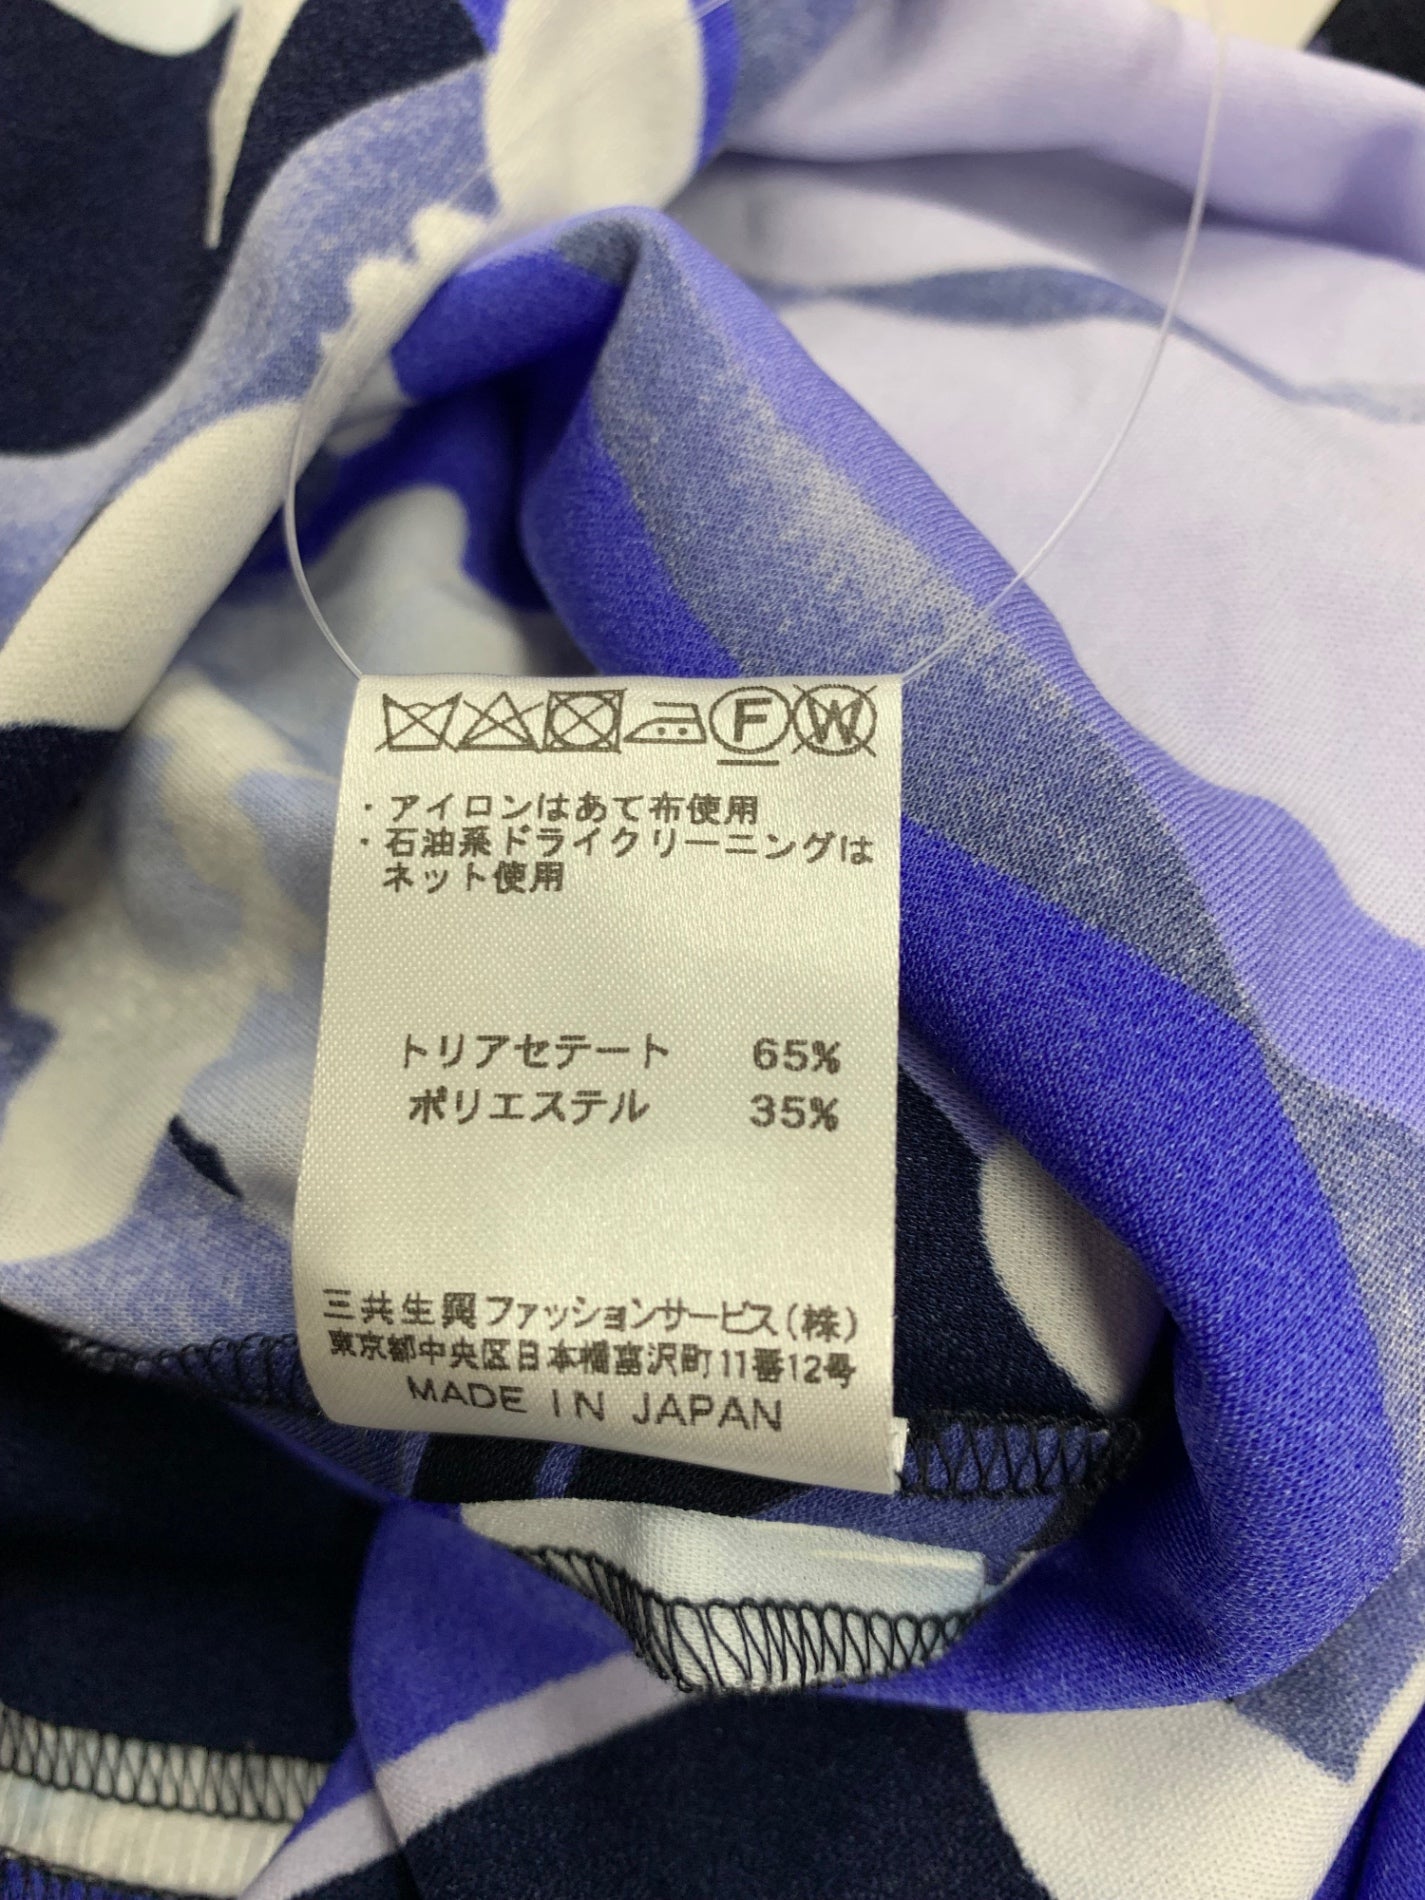 F W
・アイロンはあて布使用
・石油系ドライクリーニングは
ネット使用
トリアセテート 65%
ポリエステル 35%
三共生興ファッションサービス(株)
東京都中央区日本橋富沢町11番12号
MADE IN JAPAN